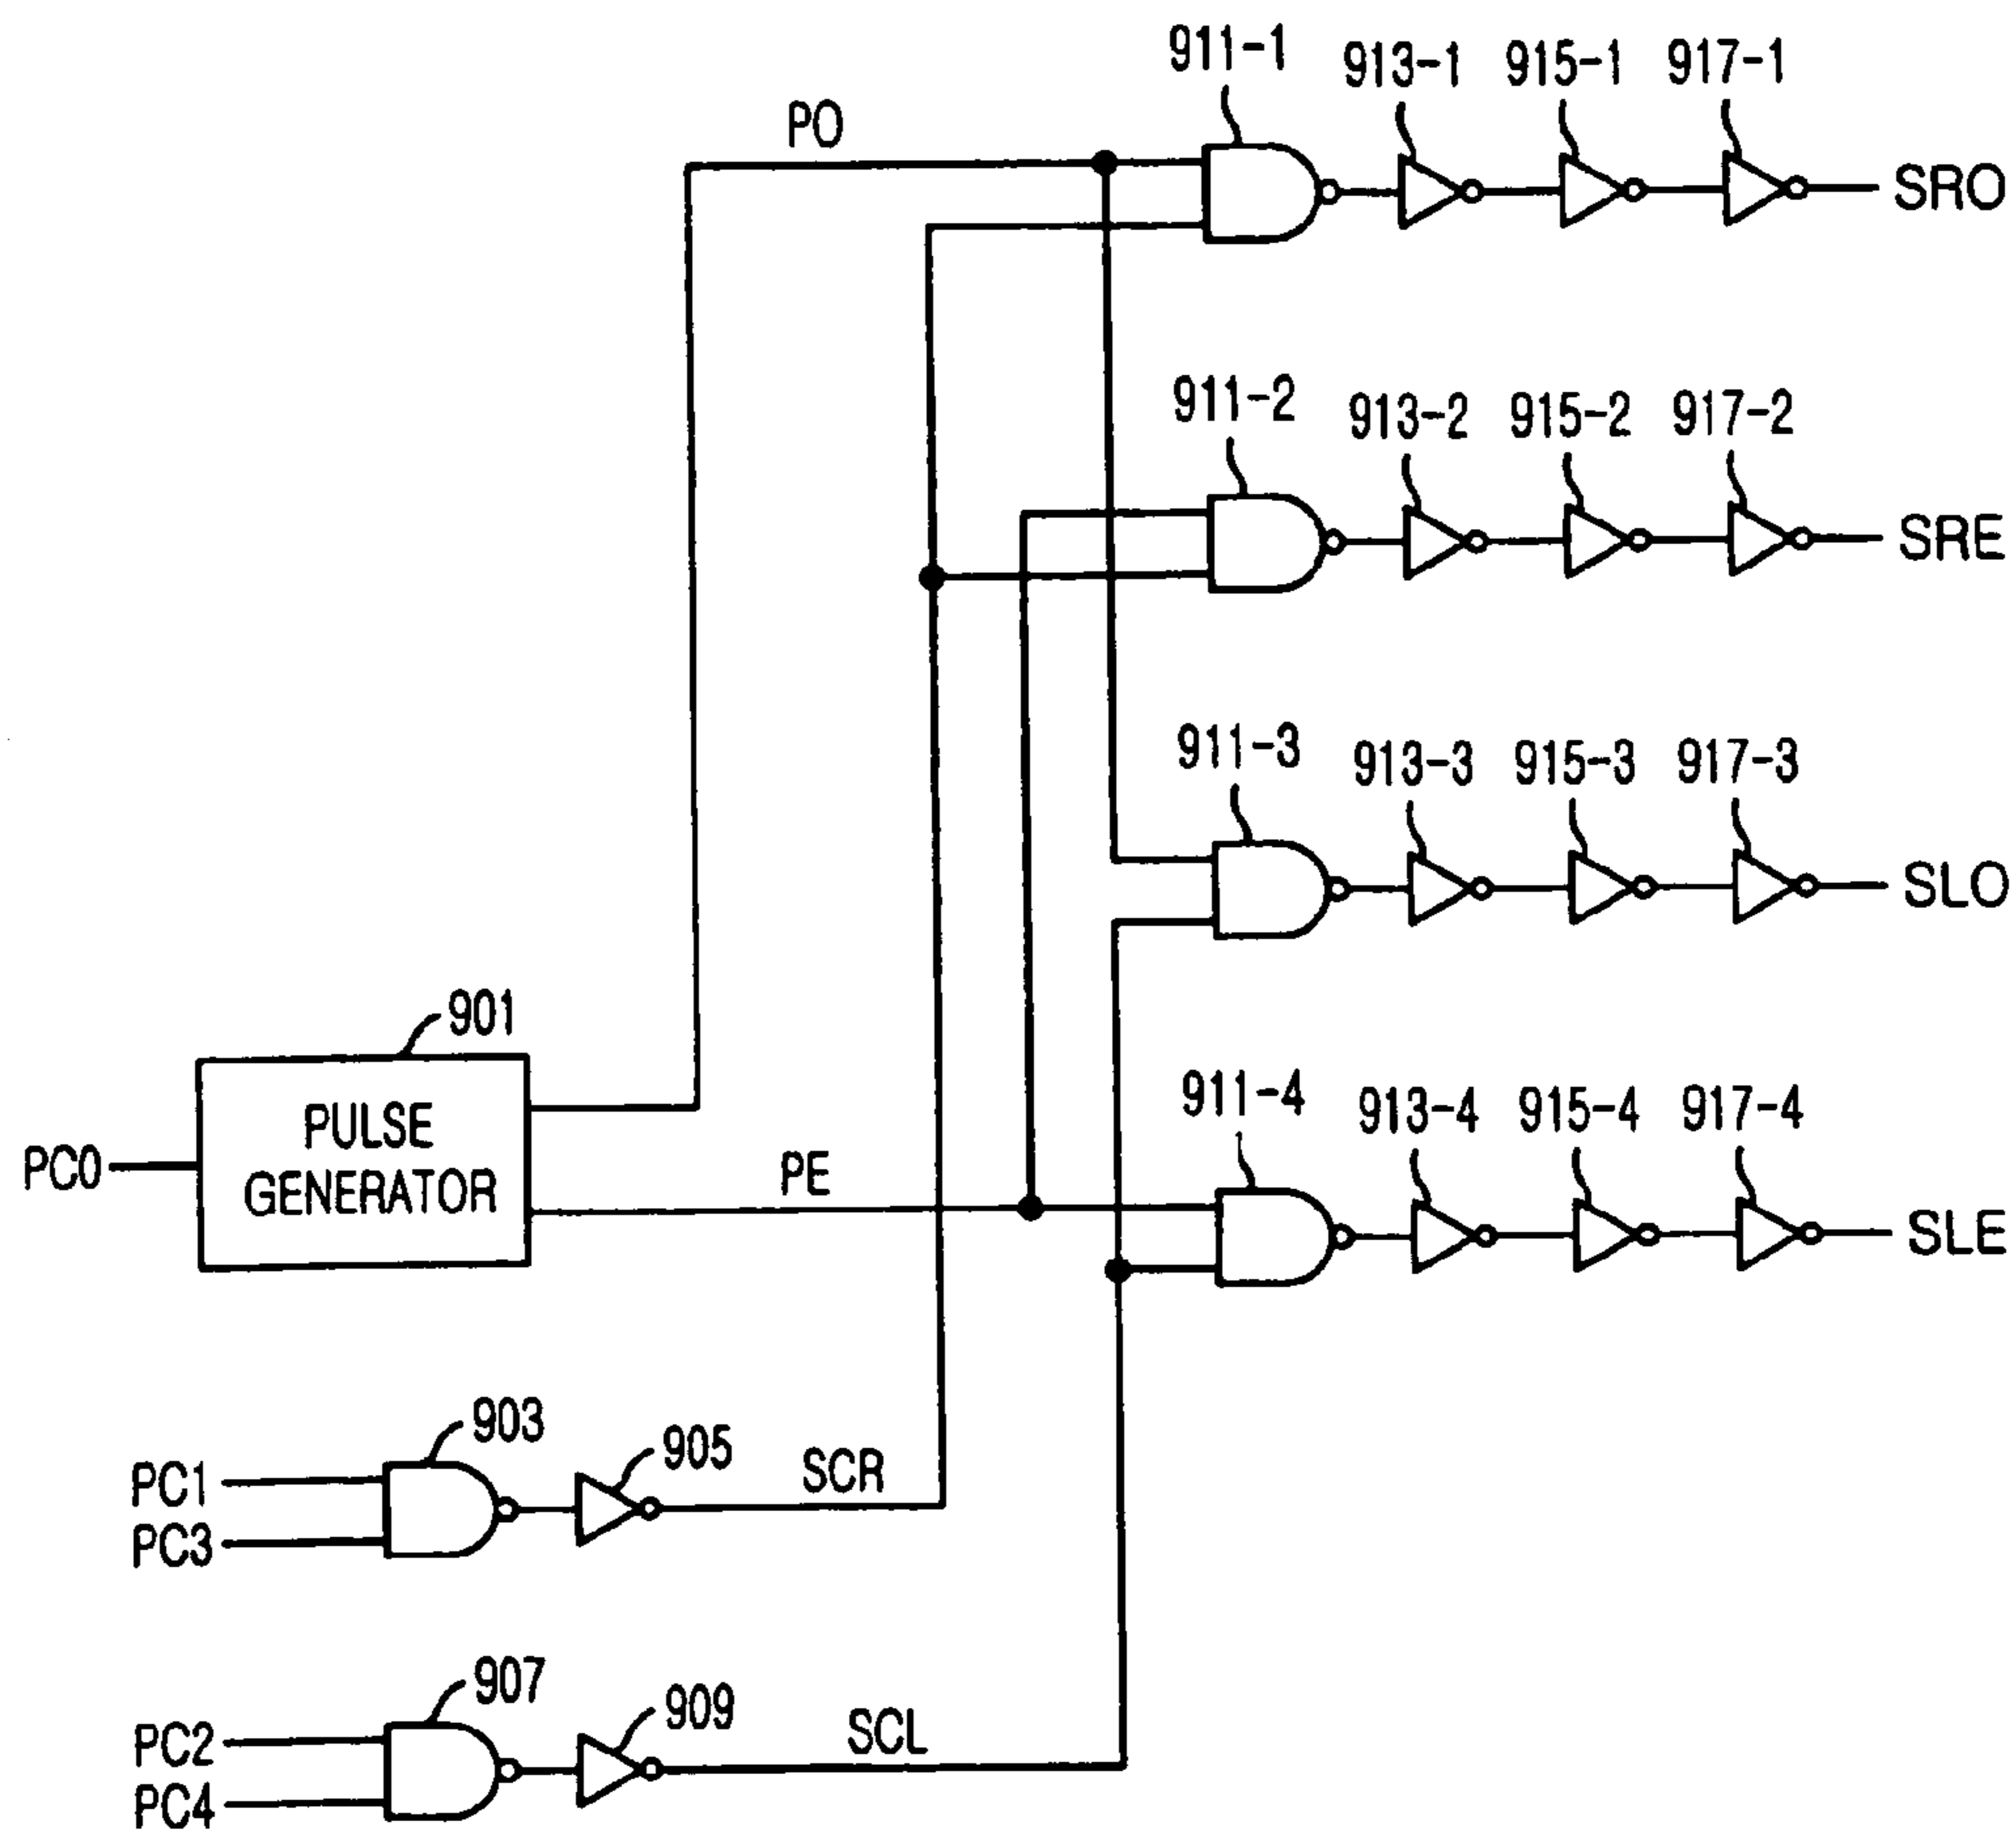 911-1
913-1
915-1
917-1
PO
SRO
911-2
913-2
915-2
917-2
SRE
911-3
913-3
915-3
917-3
SLO
901
PULSE
GENERATOR
PC0
PE
911-4
913-4
915-4
917-4
SLE
903
905
SCR
PC1
PC3
907
909
SCL
PC2
PC4